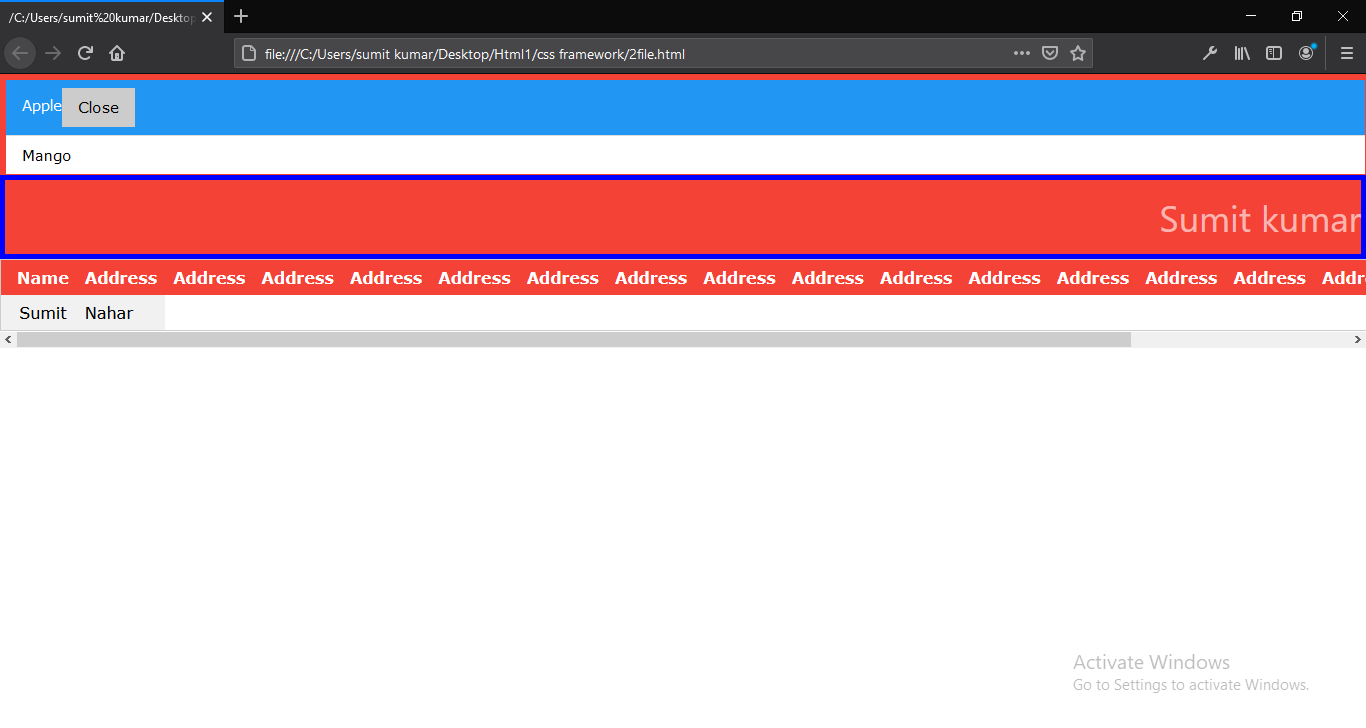 /C:/Users/sumit%20kumar/Desktop
file:///C:/Users/sumit kumar/Desktop/Html1/css framework/2file.html
Apple Close
Mango
Sumit kumar
Name Address Address Address Address Address Address Address Address Address Address Address Address Address Address Addr
Sumit Nahar
Activate Windows
Go to Settings to activate Windows.